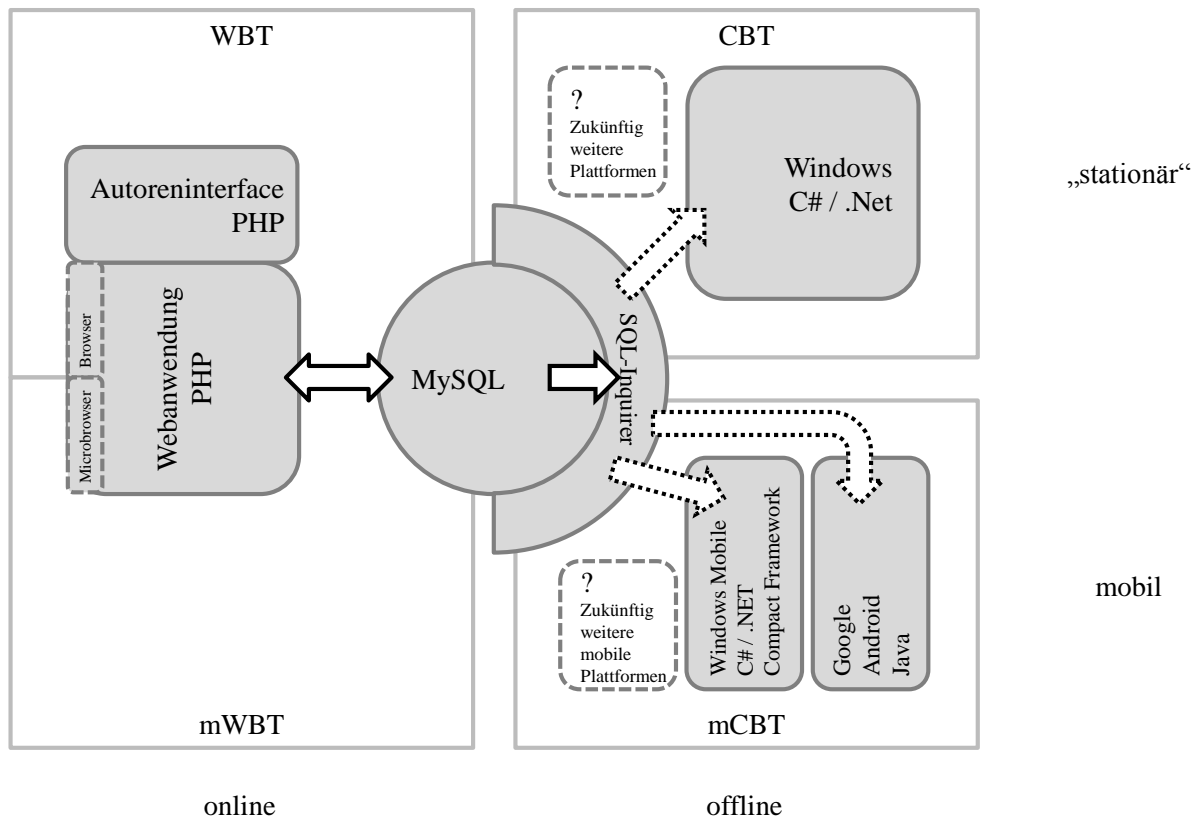 WBT
CBT
?
Zukünftig
weitere
Plattformen
Windows
C# / .Net
„stationär“
Autoreninterface
PHP
Browser
Microbrowser
Webanwendung
PHP
MySQL
SQL-Inquirer
?
Zukünftig
weitere
mobile
Plattformen
Windows Mobile
C# / .NET
Compact Framework
Google
Android
Java
mobil
mWBT
mCBT
online
offline